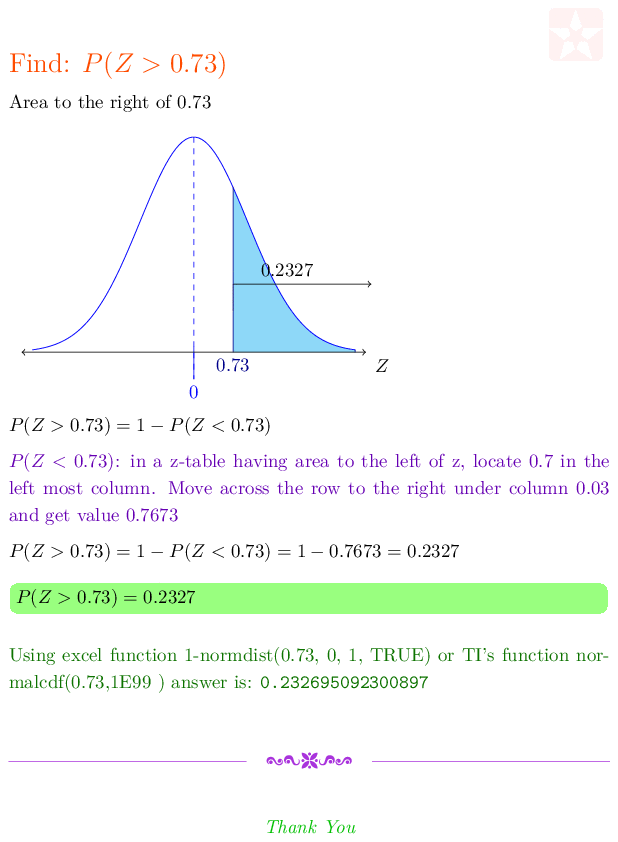 Find: P(Z > 0.73)
Area to the right of 0.73
0.2327
0.73
Z
0
P(Z > 0.73) = 1 − P(Z < 0.73)
P(Z < 0.73): in a z-table having area to the left of z, locate 0.7 in the
left most column. Move across the row to the right under column 0.03
and get value 0.7673
P(Z > 0.73) = 1 − P(Z < 0.73) = 1 − 0.7673 = 0.2327
P(Z > 0.73) = 0.2327
Using excel function 1-normdist(0.73, 0, 1, TRUE) or TI's function nor-
malcdf(0.73,1E99 ) answer is: 0.232695092300897
Thank You